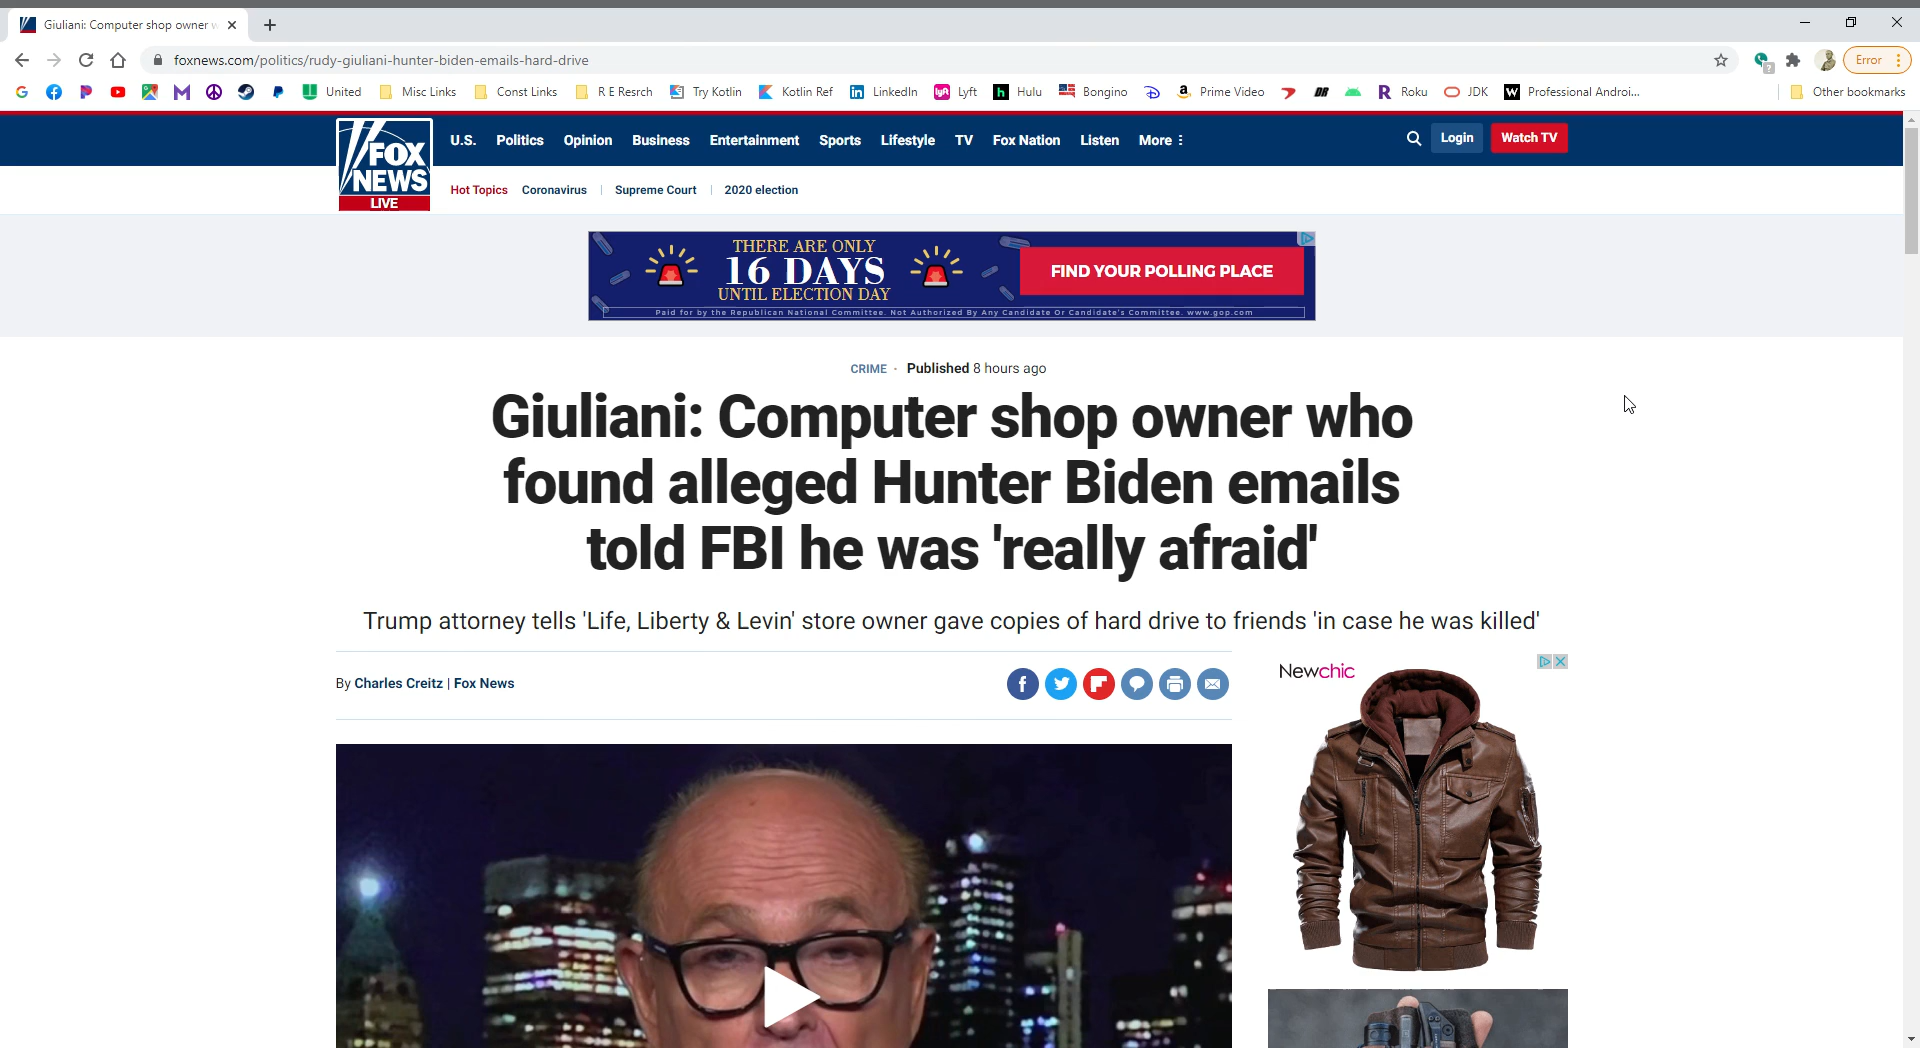 Giuliani: Computer shop owner w
foxnews.com/politics/rudy-giuliani-hunter-biden-emails-hard-drive
Error
United Misc Links Const Links R E Resrch Try Kotlin Kotlin Ref LinkedIn Lyft Hulu Bongino Prime Video DR Roku JDK Professional Androi... Other bookmarks
FOX NEWS
LIVE
U.S. Politics Opinion Business Entertainment Sports Lifestyle TV Fox Nation Listen More
Login Watch TV
Hot Topics Coronavirus Supreme Court 2020 election
THERE ARE ONLY
16 DAYS
UNTIL ELECTION DAY
FIND YOUR POLLING PLACE
Paid for by the Republican National Committee. Not Authorized By Any Candidate Or Candidate's Committee. www.gop.com
CRIME · Published 8 hours ago
Giuliani: Computer shop owner who
found alleged Hunter Biden emails
told FBI he was 'really afraid'
Trump attorney tells 'Life, Liberty & Levin' store owner gave copies of hard drive to friends 'in case he was killed'
By Charles Creitz | Fox News
Newchic